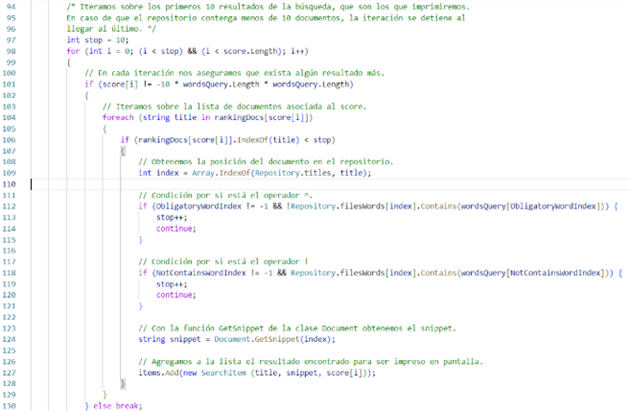 94 /* Iteramos sobre los primeros 10 resultados de la búsqueda, que son los que imprimiremos.
95 En caso de que el repositorio contenga menos de 10 documentos, la iteración se detiene al
96 llegar al último. */
97 int stop = 10;
98 for (int i = 0; (i < stop) && (i < score.Length); i++)
99 {
100 // En cada iteración nos aseguramos que exista algún resultado más.
101 if (score[i] != -10 * wordsQuery.Length * wordsQuery.Length)
102 {
103 // Iteramos sobre la lista de documentos asociada al score.
104 foreach (string title in rankingDocs[score[i]])
105 {
106 if (rankingDocs[score[i]].IndexOf(title) < stop)
107 {
108 // Obtenemos la posición del documento en el repositorio.
109 int index = Array.IndexOf(Repository.titles, title);
110
111 // Condición por si está el operador ^.
112 if (ObligatoryWordIndex != -1 && !Repository.filesWords[index].Contains(wordsQuery[ObligatoryWordIndex])) {
113 stop++;
114 continue;
115 }
116
117 // Condición por si está el operador !
118 if (NotContainsWordIndex != -1 && Repository.filesWords[index].Contains(wordsQuery[NotContainsWordIndex])) {
119 stop++;
120 continue;
121 }
122
123 // Con la función GetSnippet de la clase Document obtenemos el snippet.
124 string snippet = Document.GetSnippet(index);
125
126 // Agregamos a la lista el resultado encontrado para ser impreso en pantalla.
127 items.Add(new SearchItem (title, snippet, score[i]));
128 }
129 }
130 } else break;